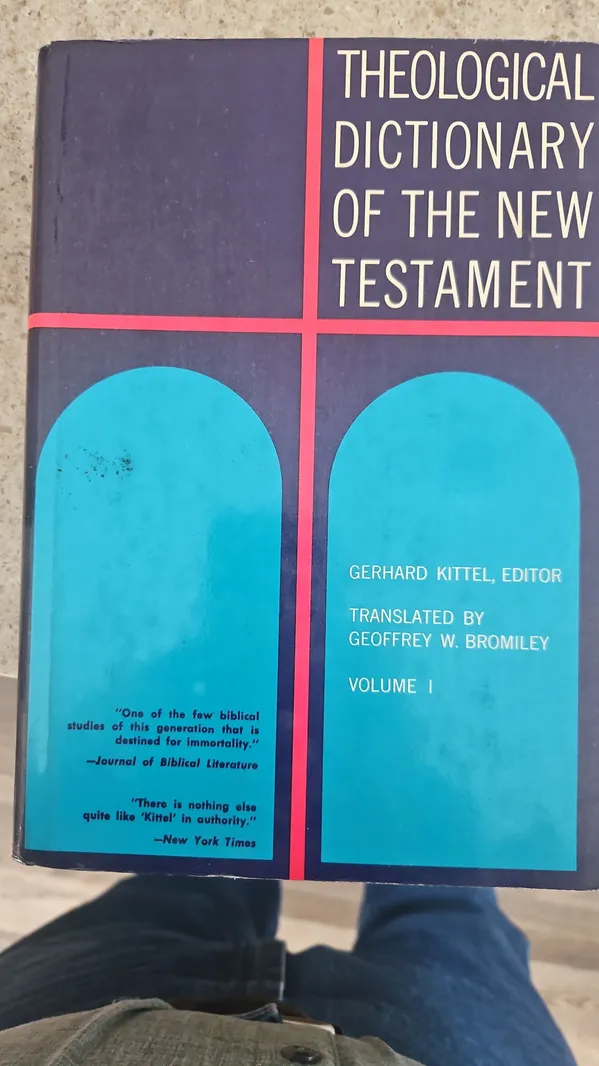 THEOLOGICAL
DICTIONARY
OF THE NEW
TESTAMENT
GERHARD KITTEL, EDITOR
TRANSLATED BY
GEOFFREY W. BROMILEY
VOLUME I
"One of the few biblical
studies of this generation that is
destined for immortality."
—Journal of Biblical Literature
"There is nothing else
quite like 'Kittel' in authority."
—New York Times